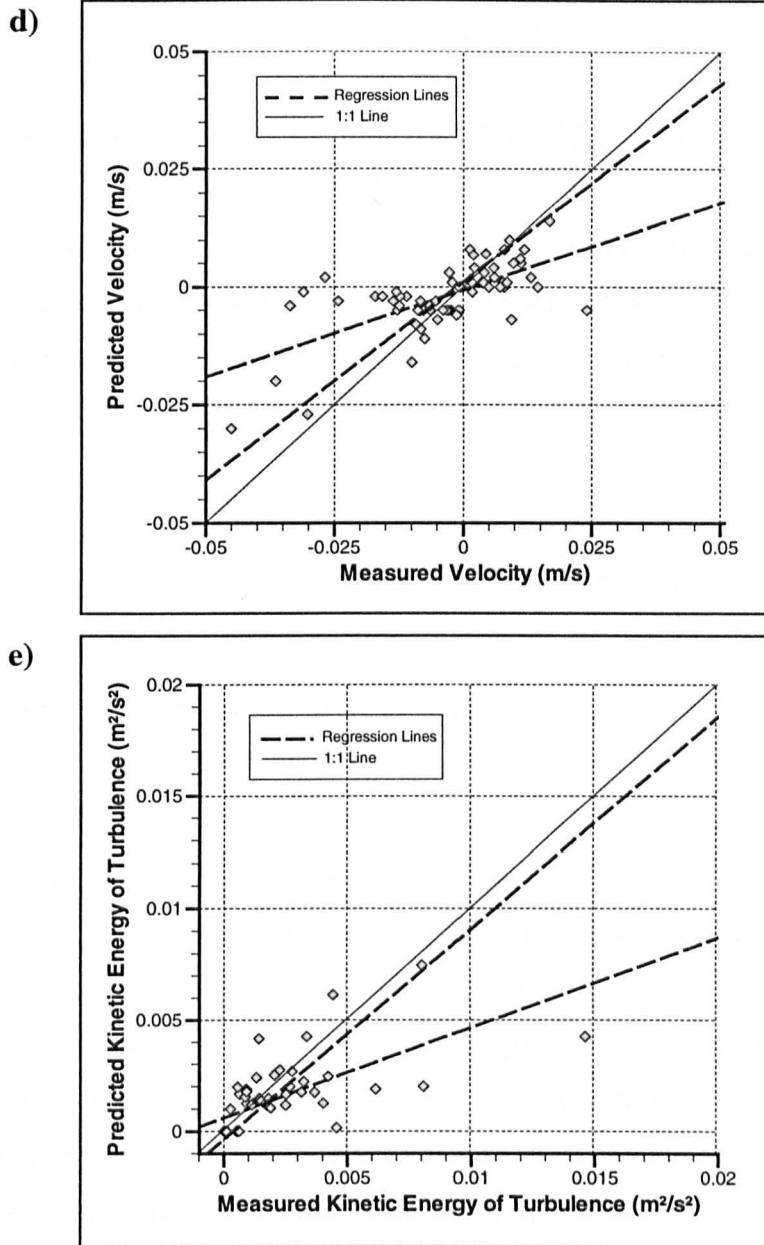 d)
0.05
0.025
0
-0.025
-0.05
Predicted Velocity (m/s)
Regression Lines
1:1 Line
-0.05
-0.025
0
0.025
0.05
Measured Velocity (m/s)
e)
0.02
0.015
0.01
0.005
0
Predicted Kinetic Energy of Turbulence (m²/s²)
Regression Lines
1:1 Line
0
0.005
0.01
0.015
0.02
Measured Kinetic Energy of Turbulence (m²/s²)